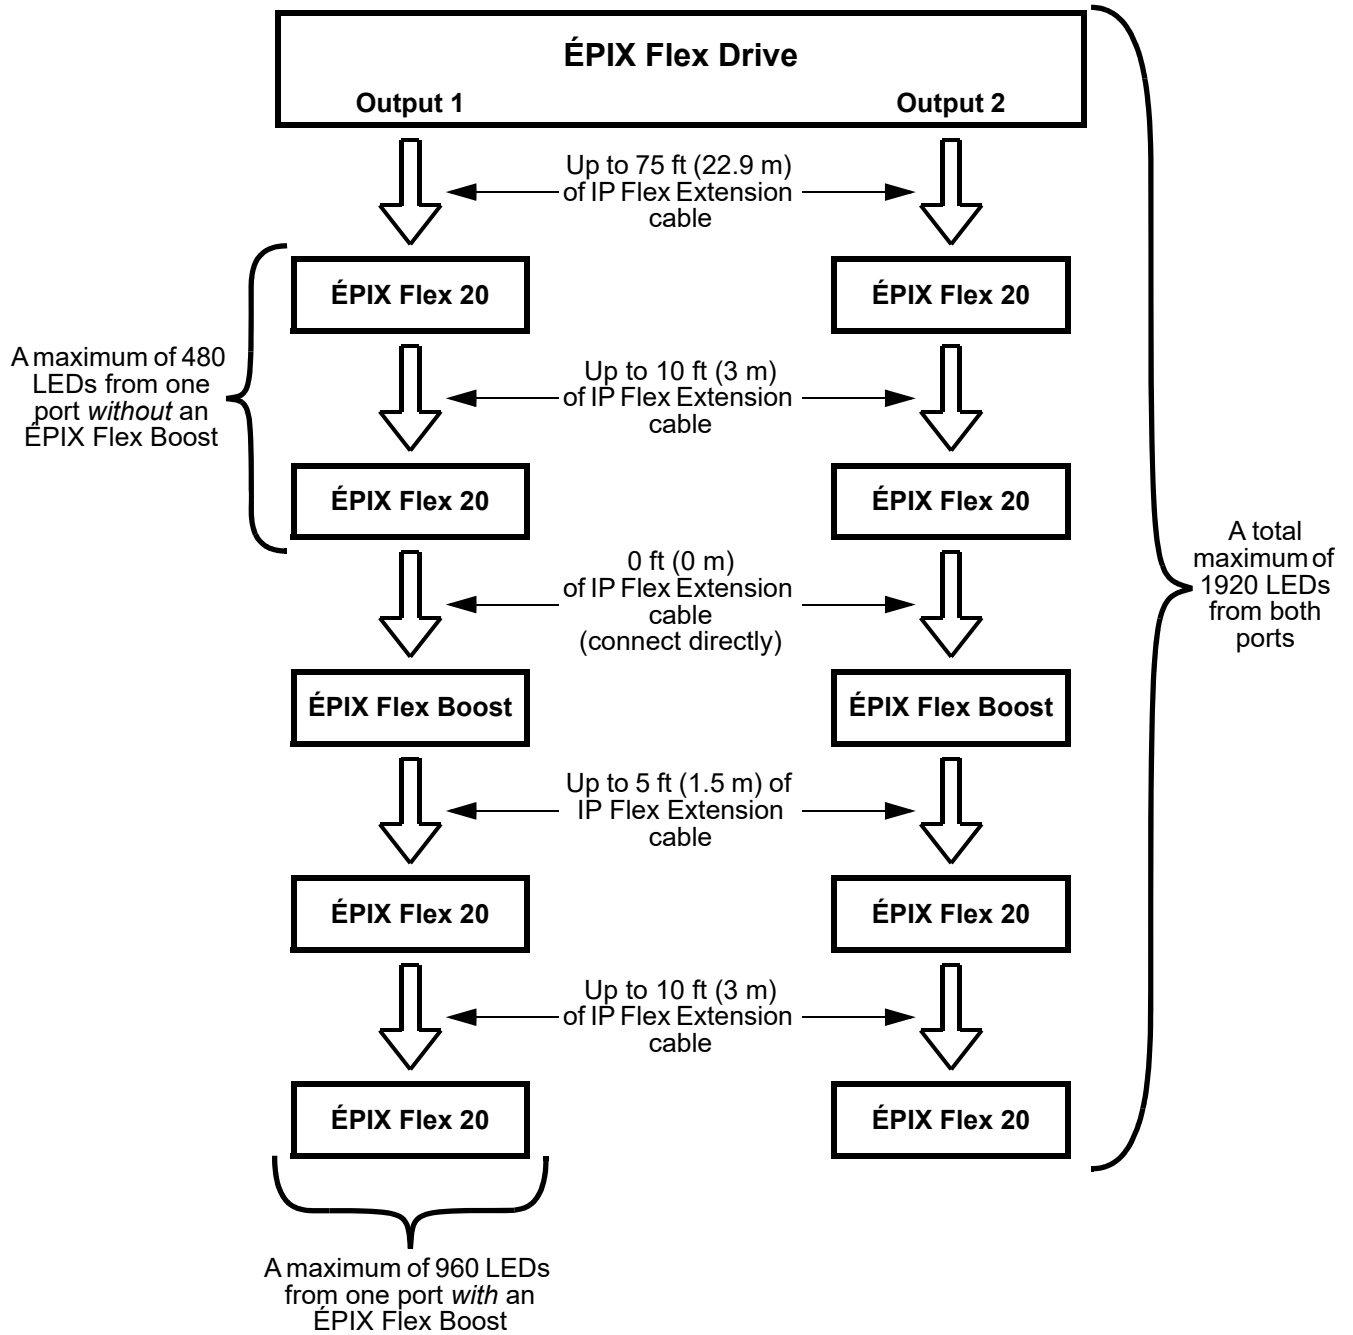 ÉPIX Flex Drive
Output 1
Output 2
Up to 75 ft (22.9 m)
of IP Flex Extension
cable
ÉPIX Flex 20
ÉPIX Flex 20
A maximum of 480
LEDs from one
port without an
ÉPIX Flex Boost
Up to 10 ft (3 m)
of IP Flex Extension
cable
ÉPIX Flex 20
ÉPIX Flex 20
A total
maximum of
1920 LEDs
from both
ports
0 ft (0 m)
of IP Flex Extension
cable
(connect directly)
ÉPIX Flex Boost
ÉPIX Flex Boost
Up to 5 ft (1.5 m) of
IP Flex Extension
cable
ÉPIX Flex 20
ÉPIX Flex 20
Up to 10 ft (3 m)
of IP Flex Extension
cable
ÉPIX Flex 20
ÉPIX Flex 20
A maximum of 960 LEDs
from one port with an
ÉPIX Flex Boost